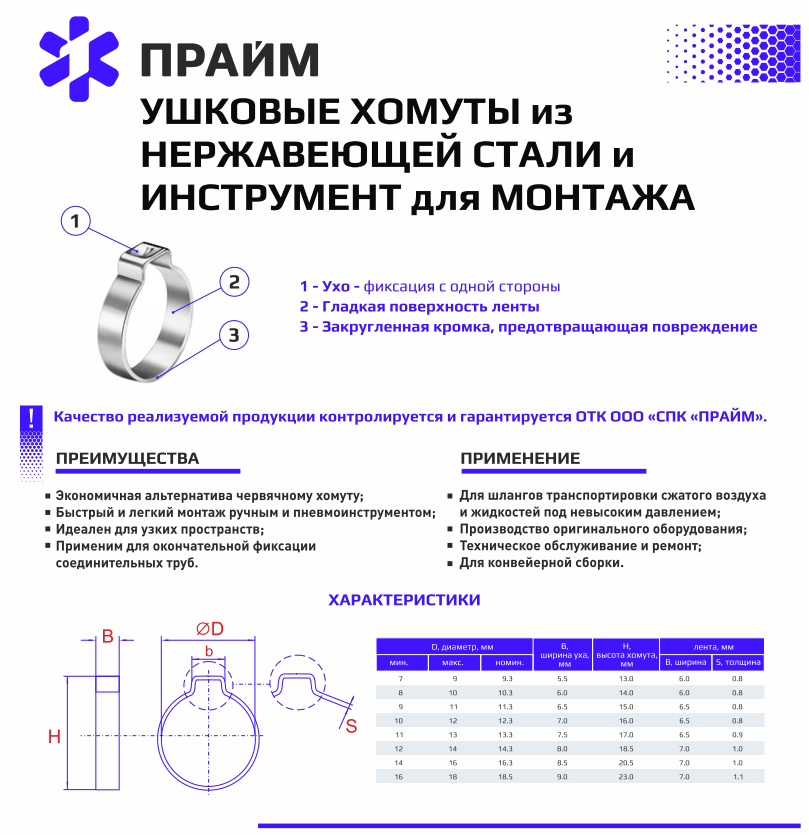 ПРАЙМ
УШКОВЫЕ ХОМУТЫ из
НЕРЖАВЕЮЩЕЙ СТАЛИ и
ИНСТРУМЕНТ для МОНТАЖА
1
2
3
1 - Ухо - фиксация с одной стороны
2 - Гладкая поверхность ленты
3 - Закругленная кромка, предотвращающая повреждение
! Качество реализуемой продукции контролируется и гарантируется ОТК ООО «СПК «ПРАЙМ».
ПРЕИМУЩЕСТВА
Экономичная альтернатива червячному хомуту;
Быстрый и легкий монтаж ручным и пневмоинструментом;
Идеален для узких пространств;
Применим для окончательной фиксации
соединительных труб.
ПРИМЕНЕНИЕ
Для шлангов транспортировки сжатого воздуха
и жидкостей под невысоким давлением;
Производство оригинального оборудования;
Техническое обслуживание и ремонт;
Для конвейерной сборки.
ХАРАКТЕРИСТИКИ
B
∅D
b
H
S
D, диаметр, мм B, ширина уха, мм H, высота хомута, мм лента, мм
мин. макс. номин. B, ширина S, толщина
7 9 9.3 5.5 13.0 6.0 0.8
8 10 10.3 6.0 14.0 6.0 0.8
9 11 11.3 6.5 15.0 6.5 0.8
10 12 12.3 7.0 16.0 6.5 0.8
11 13 13.3 7.5 17.0 6.5 0.9
12 14 14.3 8.0 18.5 7.0 1.0
14 16 16.3 8.5 20.5 7.0 1.0
16 18 18.5 9.0 23.0 7.0 1.1